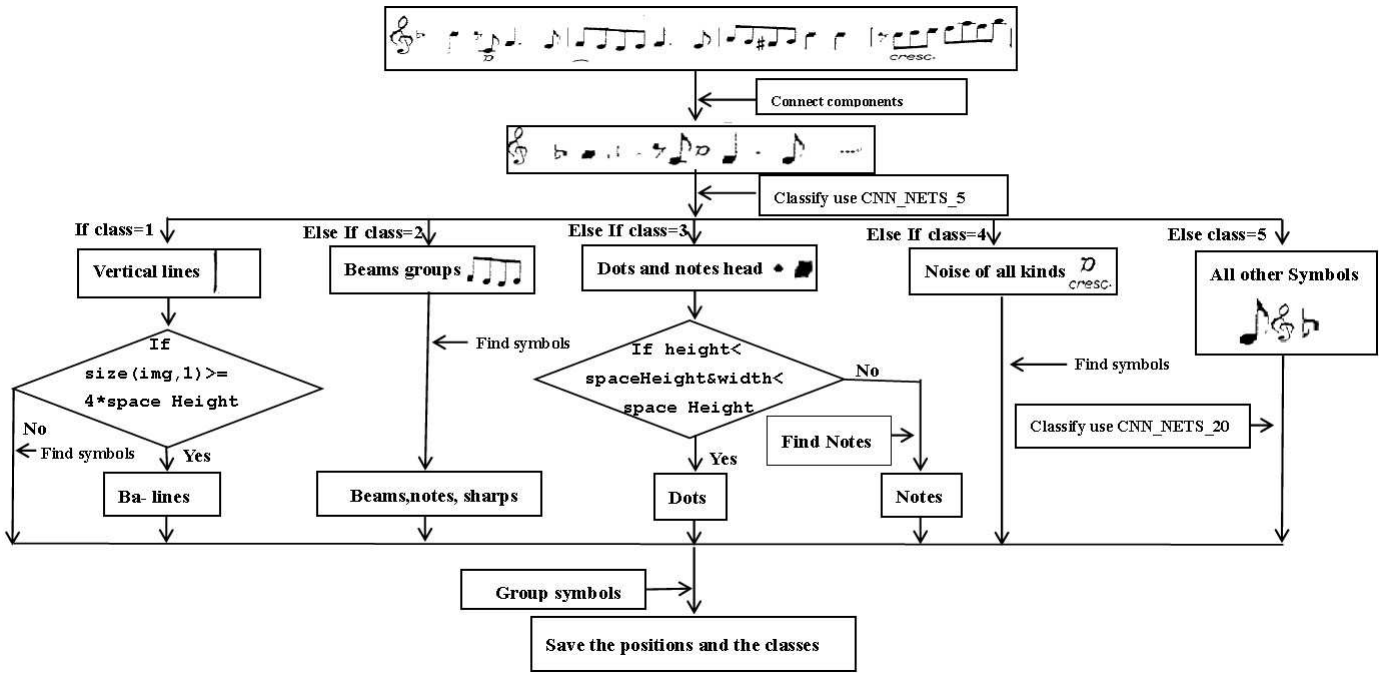 cresc.
Connect components
Classify use CNN_NETS_5
If class=1
Else If class=2
Else If class=3
Else If class=4
Else class=5
Vertical lines
Beams groups
Dots and notes head
Noise of all kinds
cresc.
All other Symbols
If
size(img,1)>=
4*space Height
Find symbols
If height<
spaceHeight&width<
space Height
No
Find symbols
Classify use CNN_NETS_20
No
Find symbols
Yes
Find Notes
Yes
Ba- lines
Beams,notes, sharps
Dots
Notes
Group symbols
Save the positions and the classes